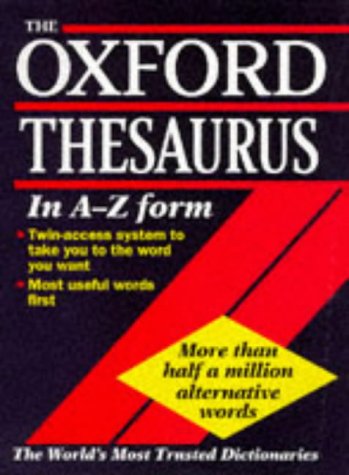 THE
OXFORD
THESAURUS
In A–Z form
Twin-access system to
take you to the word
you want
Most useful words
first
More than
half a million
alternative
words
The World's Most Trusted Dictionaries